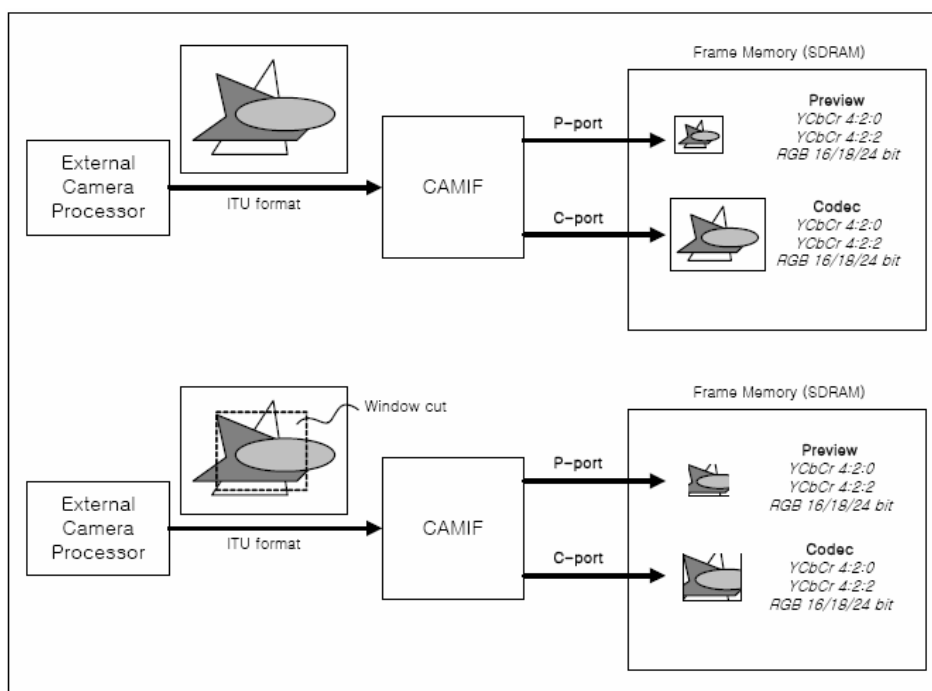 Frame Memory (SDRAM)
External
Camera
Processor
ITU format
CAMIF
P-port
C-port
Preview
YCbCr 4:2:0
YCbCr 4:2:2
RGB 16/18/24 bit
Codec
YCbCr 4:2:0
YCbCr 4:2:2
RGB 16/18/24 bit
Frame Memory (SDRAM)
Window cut
External
Camera
Processor
ITU format
CAMIF
P-port
C-port
Preview
YCbCr 4:2:0
YCbCr 4:2:2
RGB 16/18/24 bit
Codec
YCbCr 4:2:0
YCbCr 4:2:2
RGB 16/18/24 bit